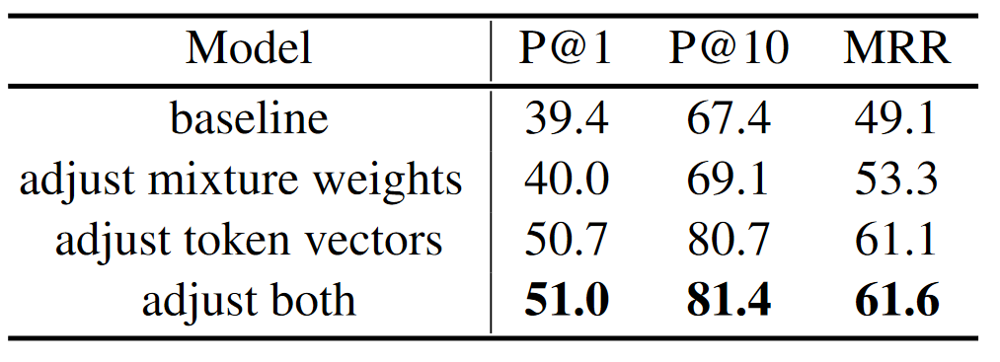 Model P@1 P@10 MRR
baseline 39.4 67.4 49.1
adjust mixture weights 40.0 69.1 53.3
adjust token vectors 50.7 80.7 61.1
adjust both 51.0 81.4 61.6